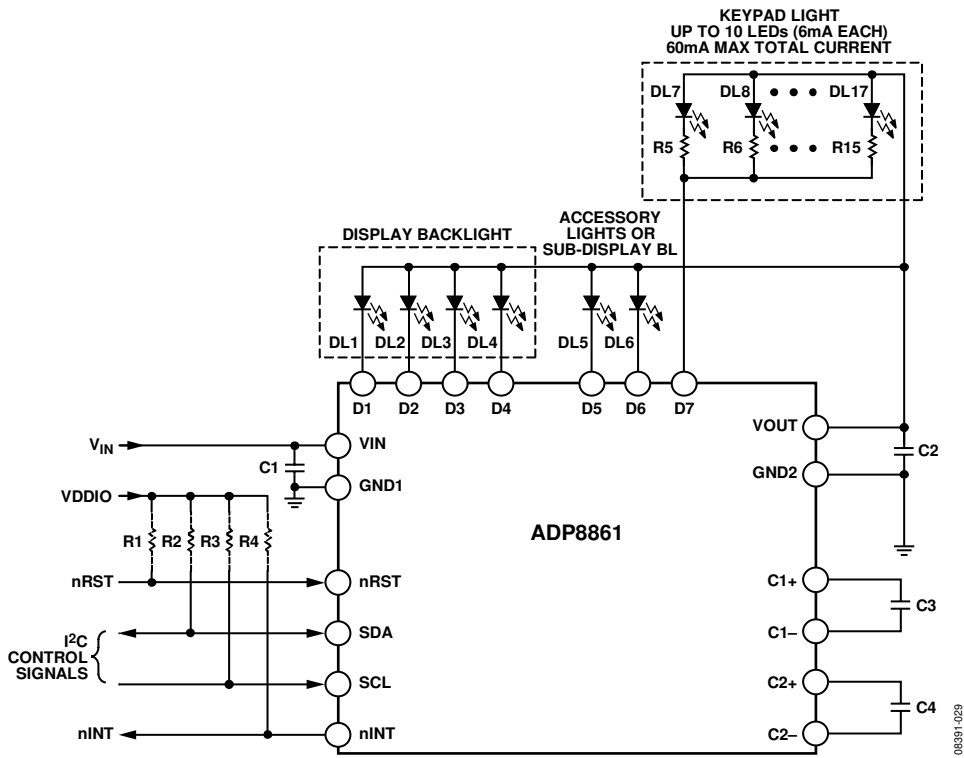 KEYPAD LIGHT
UP TO 10 LEDs (6mA EACH)
60mA MAX TOTAL CURRENT
DL7 DL8 DL17
R5 R6 R15
DISPLAY BACKLIGHT
ACCESSORY
LIGHTS OR
SUB-DISPLAY BL
DL1 DL2 DL3 DL4 DL5 DL6
D1 D2 D3 D4 D5 D6 D7
VIN VIN
C1
GND1
VOUT
C2
GND2
VDDIO
R1 R2 R3 R4
ADP8861
nRST nRST
I2C
CONTROL
SIGNALS
SDA
SCL
nINT nINT
C1+
C1–
C3
C2+
C2–
C4
08391-029